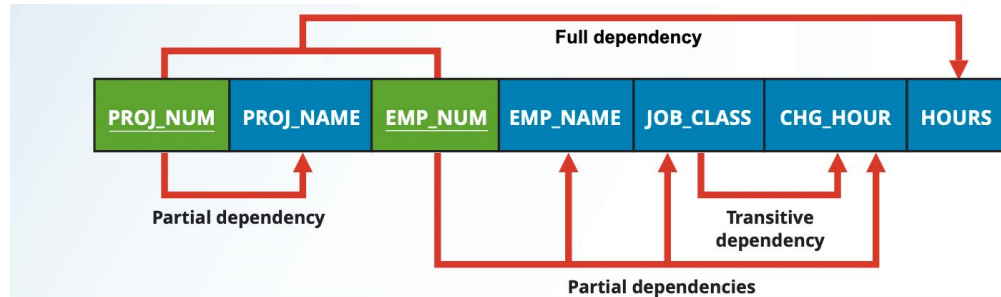 Full dependency
PROJ_NUM PROJ_NAME EMP_NUM EMP_NAME JOB_CLASS CHG_HOUR HOURS
Partial dependency
Transitive
dependency
Partial dependencies